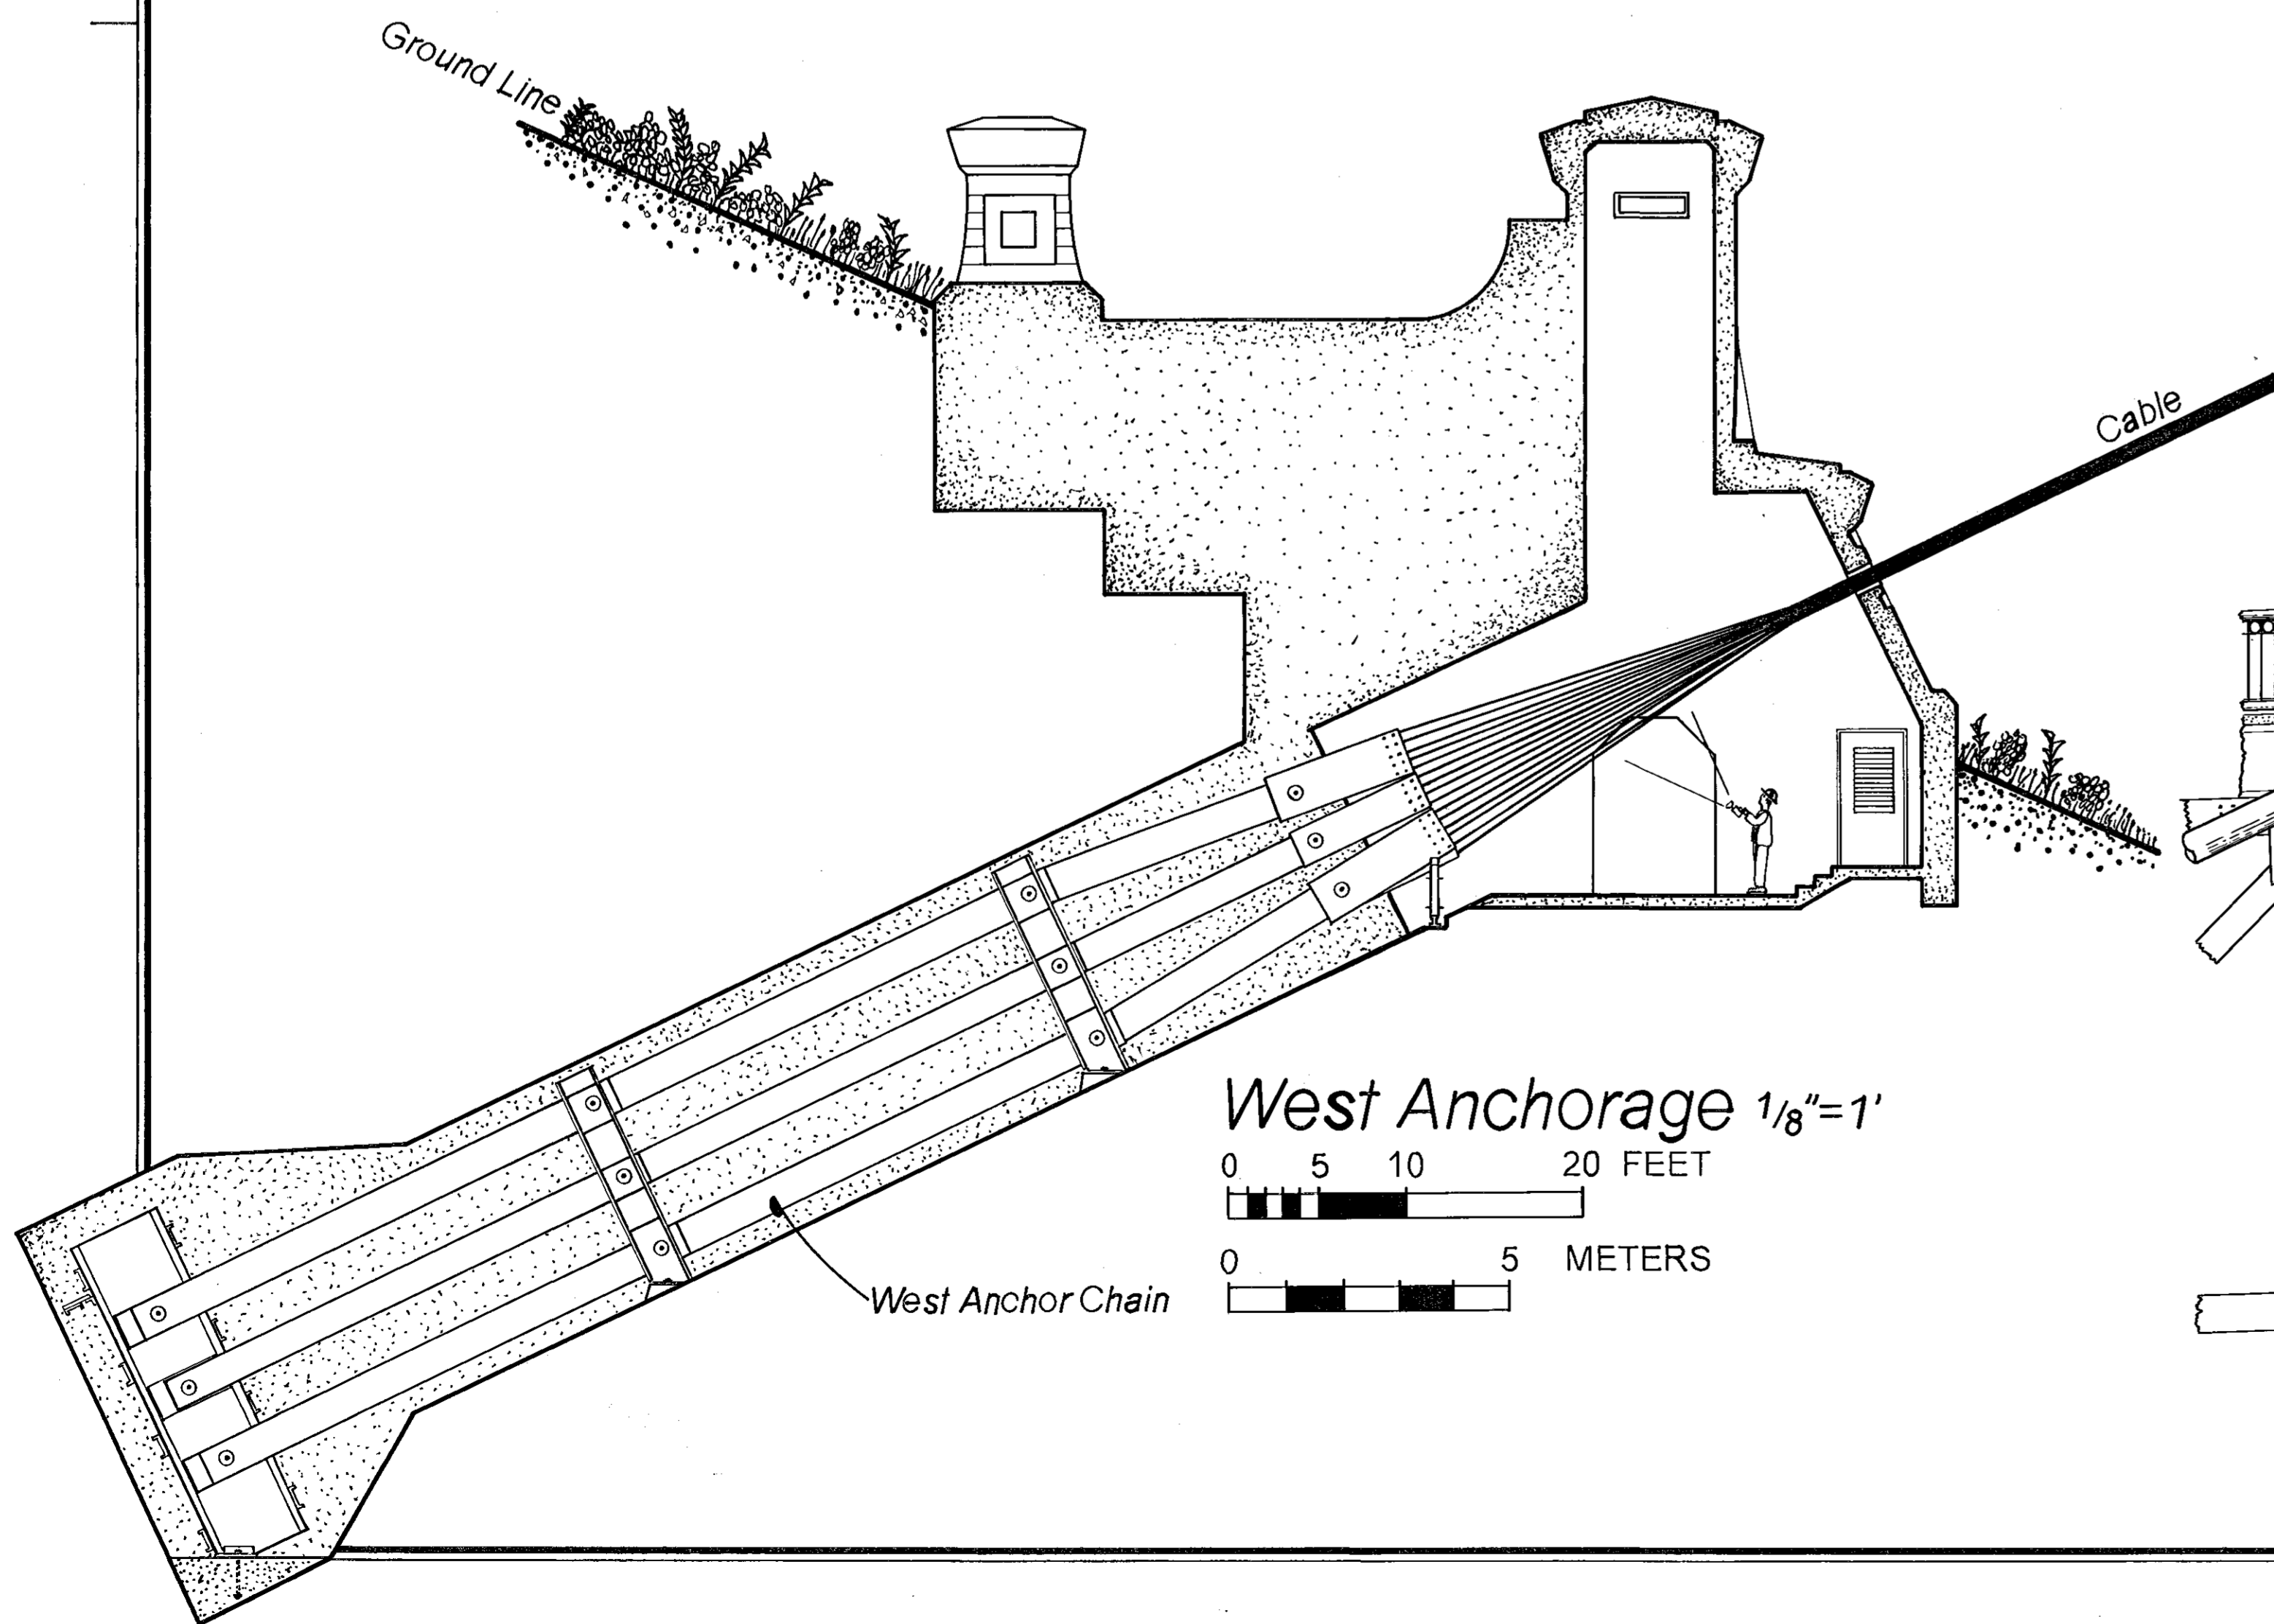 Ground Line
Cable
West Anchorage 1/8"=1'
0 5 10 20 FEET
0 5 METERS
West Anchor Chain